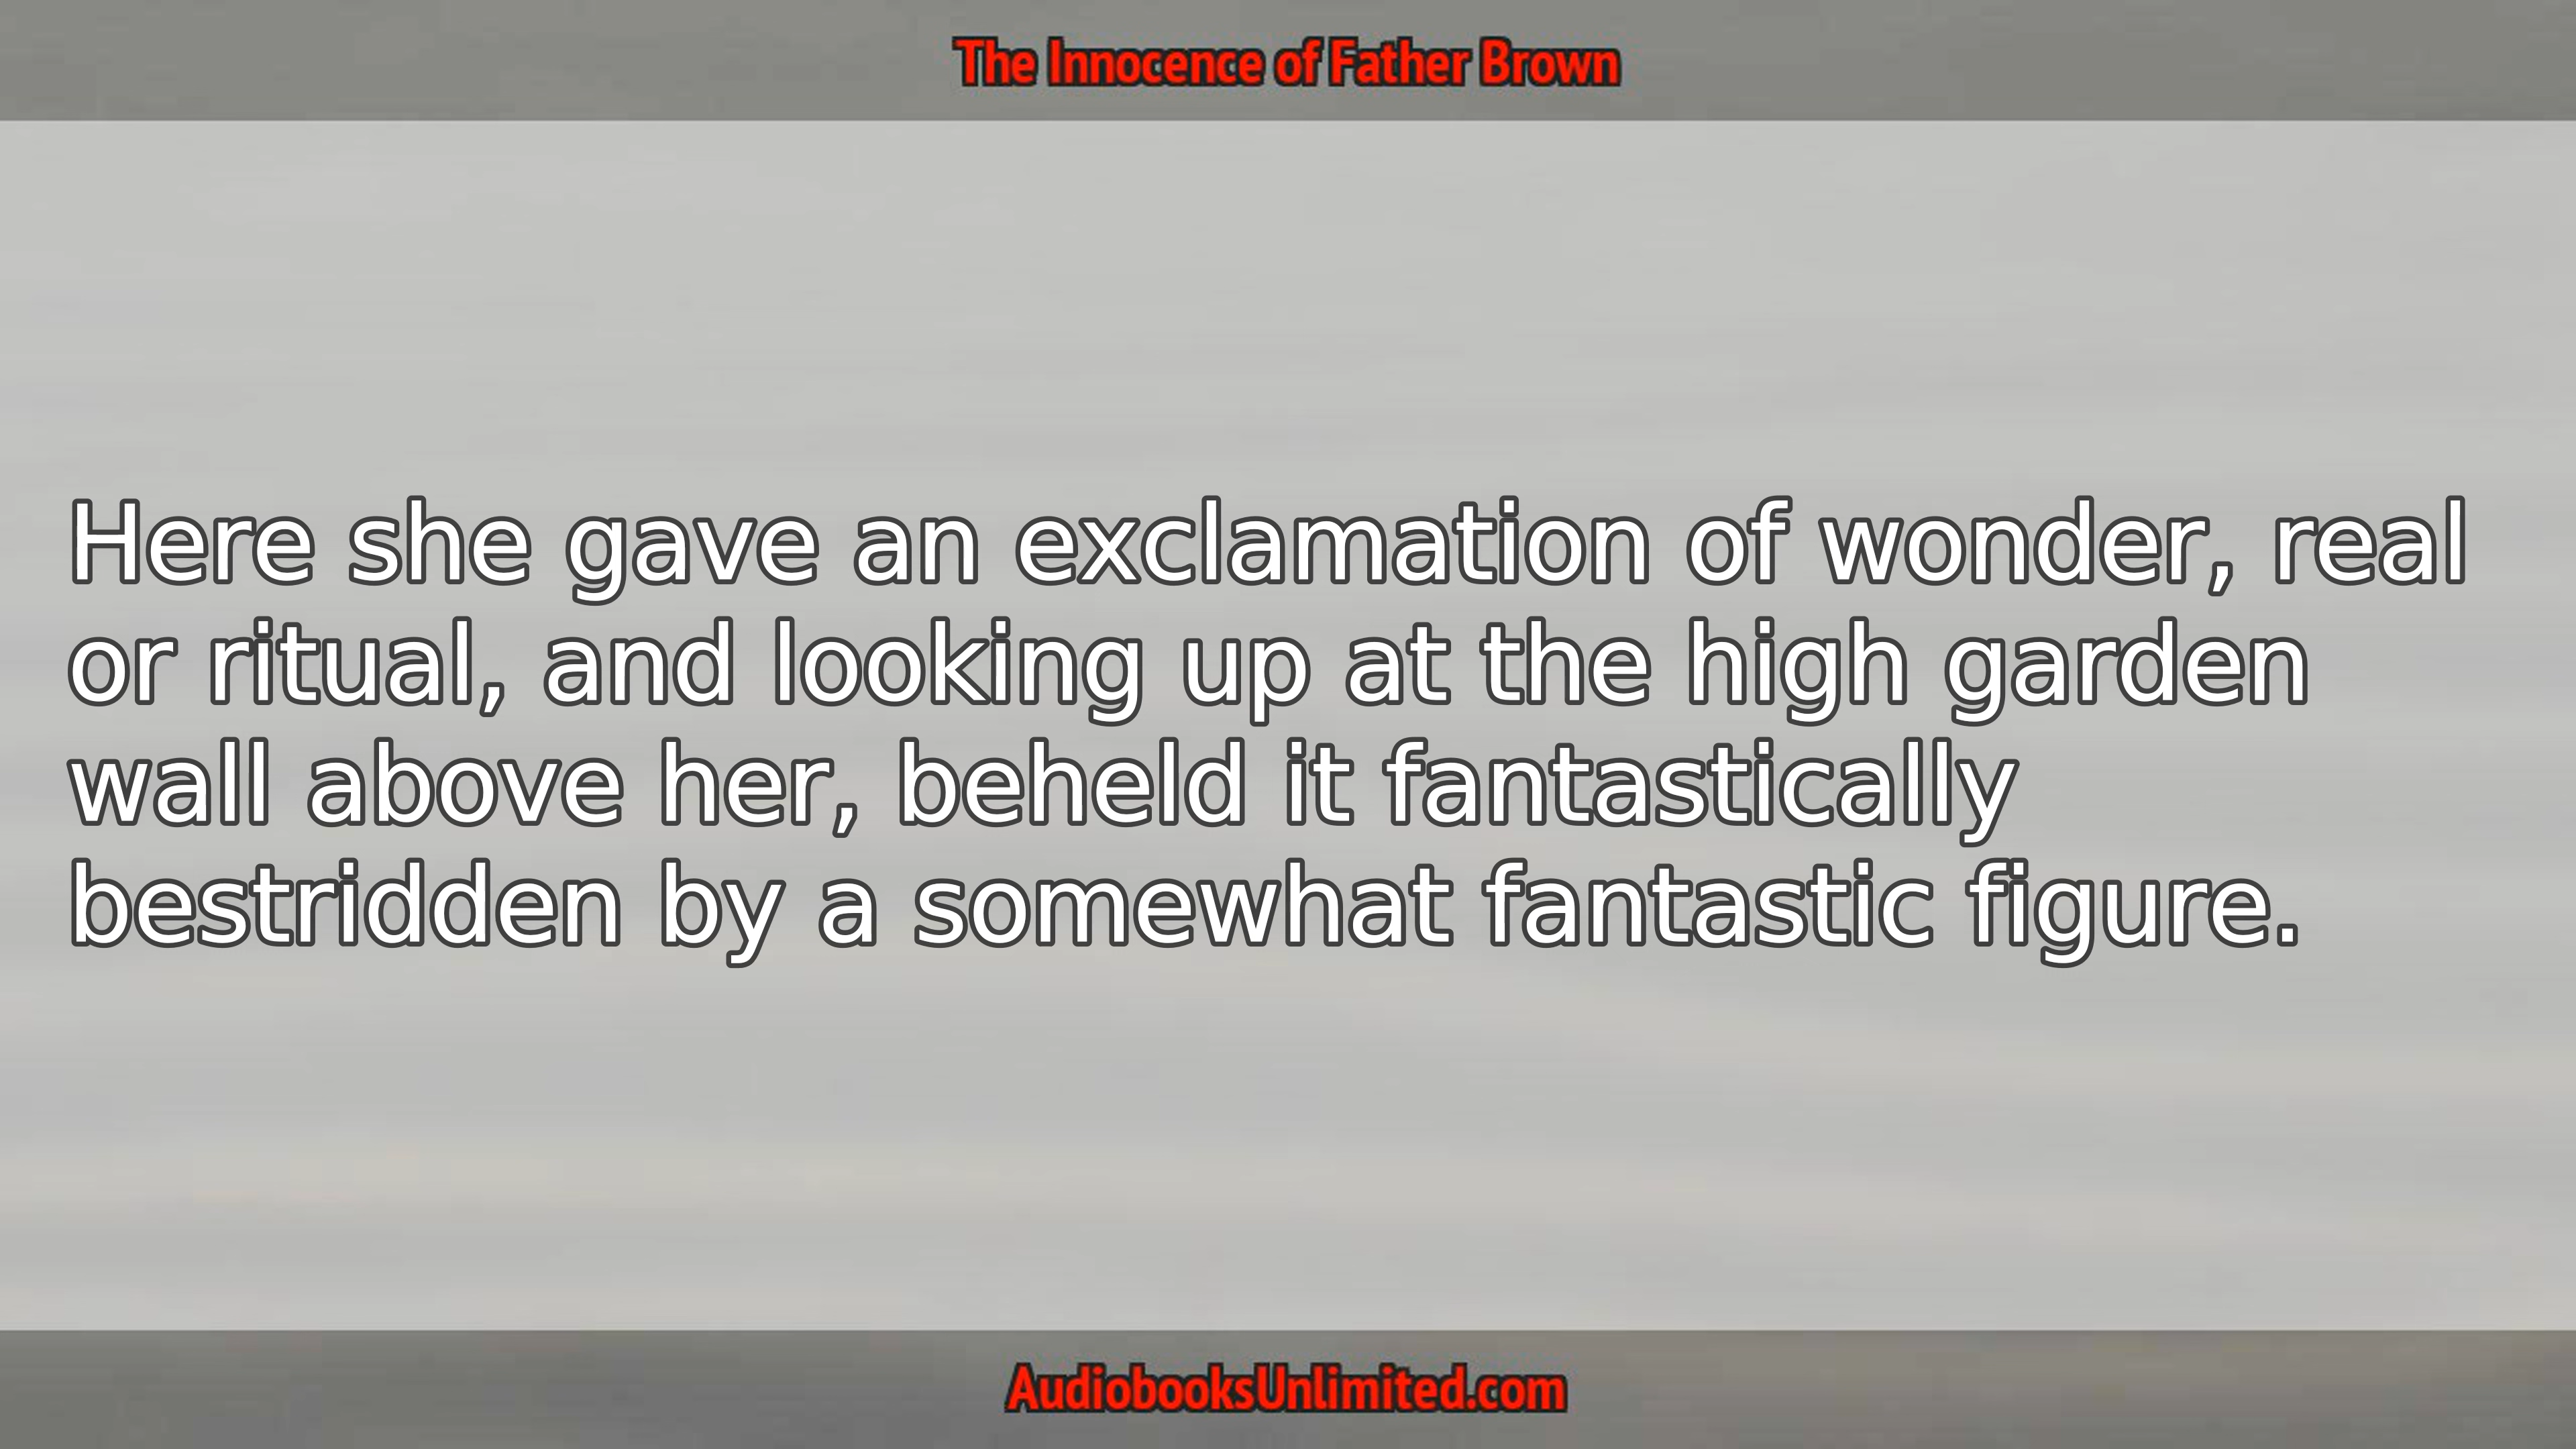 The Innocence of Father Brown
Here she gave an exclamation of wonder, real
or ritual, and looking up at the high garden
wall above her, beheld it fantastically
bestridden by a somewhat fantastic figure.
AudiobooksUnlimited.com